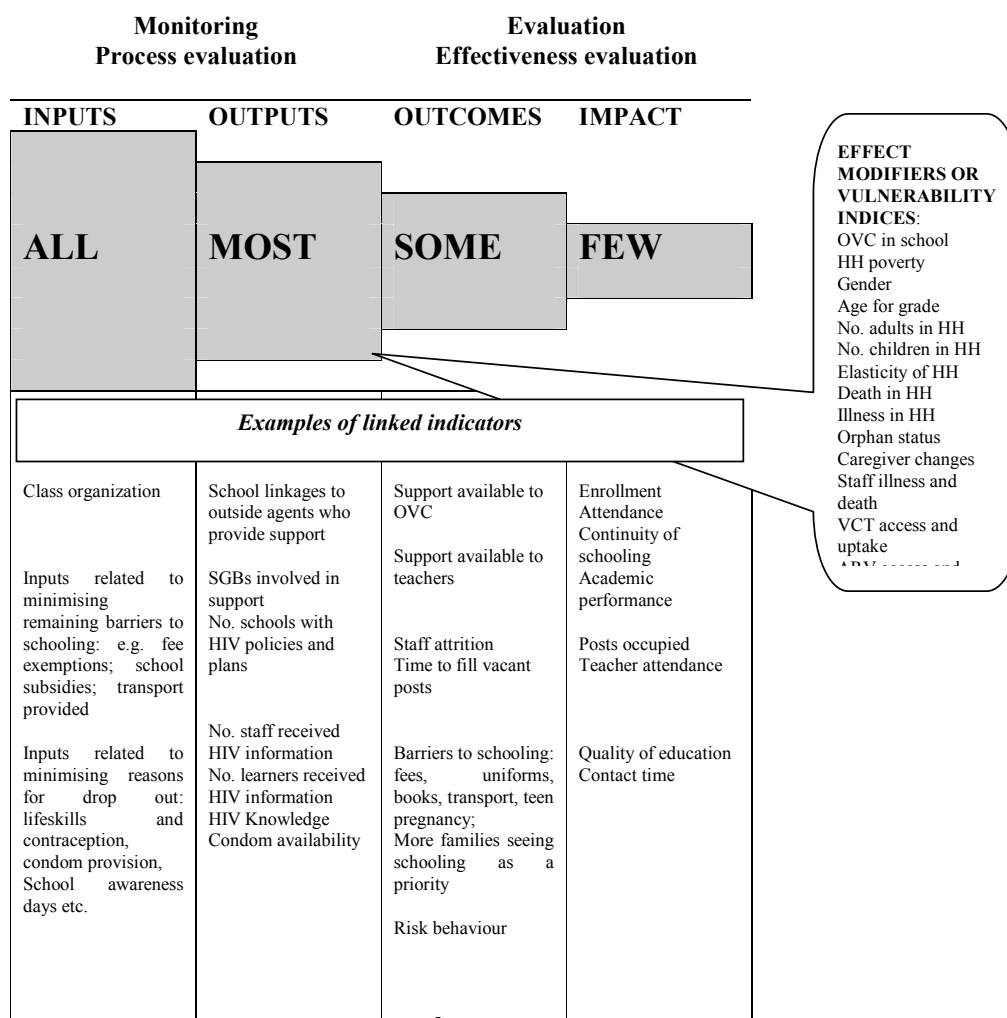 Monitoring
Process evaluation
Evaluation
Effectiveness evaluation
INPUTS
OUTPUTS
OUTCOMES
IMPACT
ALL
MOST
SOME
FEW
EFFECT
MODIFIERS OR
VULNERABILITY
INDICES:
OVC in school
HH poverty
Gender
Age for grade
No. adults in HH
No. children in HH
Elasticity of HH
Death in HH
Illness in HH
Orphan status
Caregiver changes
Staff illness and
death
VCT access and
uptake
ARV access and
Examples of linked indicators
Class organization
Inputs related to
minimising
remaining barriers to
schooling: e.g. fee
exemptions; school
subsidies; transport
provided
Inputs related to
minimising reasons
for drop out:
lifeskills and
contraception,
condom provision,
School awareness
days etc.
School linkages to
outside agents who
provide support
SGBs involved in
support
No. schools with
HIV policies and
plans
No. staff received
HIV information
No. learners received
HIV information
HIV Knowledge
Condom availability
Support available to
OVC
Support available to
teachers
Staff attrition
Time to fill vacant
posts
Barriers to schooling:
fees, uniforms,
books, transport, teen
pregnancy;
More families seeing
schooling as a
priority
Risk behaviour
Enrollment
Attendance
Continuity of
schooling
Academic
performance
Posts occupied
Teacher attendance
Quality of education
Contact time